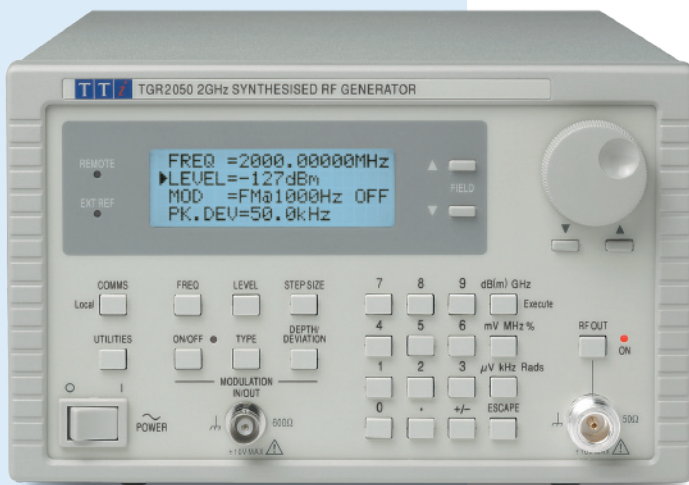 TTi TGR2050 2GHz SYNTHESISED RF GENERATOR
REMOTE
EXT REF
FREQ =2000.00000MHz
▶LEVEL=-127dBm
MOD =FM@1000Hz OFF
PK.DEV=50.0kHz
▲
FIELD
▼
▼ ▲
COMMS FREQ LEVEL STEP SIZE
Local
UTILITIES ON/OFF TYPE DEPTH/
DEVIATION
MODULATION
IN/OUT
600Ω
±10V MAX
O I
POWER
7 8 9 dB(m) GHz
Execute
4 5 6 mV MHz %
1 2 3 µV kHz Rads
0 . +/− ESCAPE
RF OUT
ON
50Ω